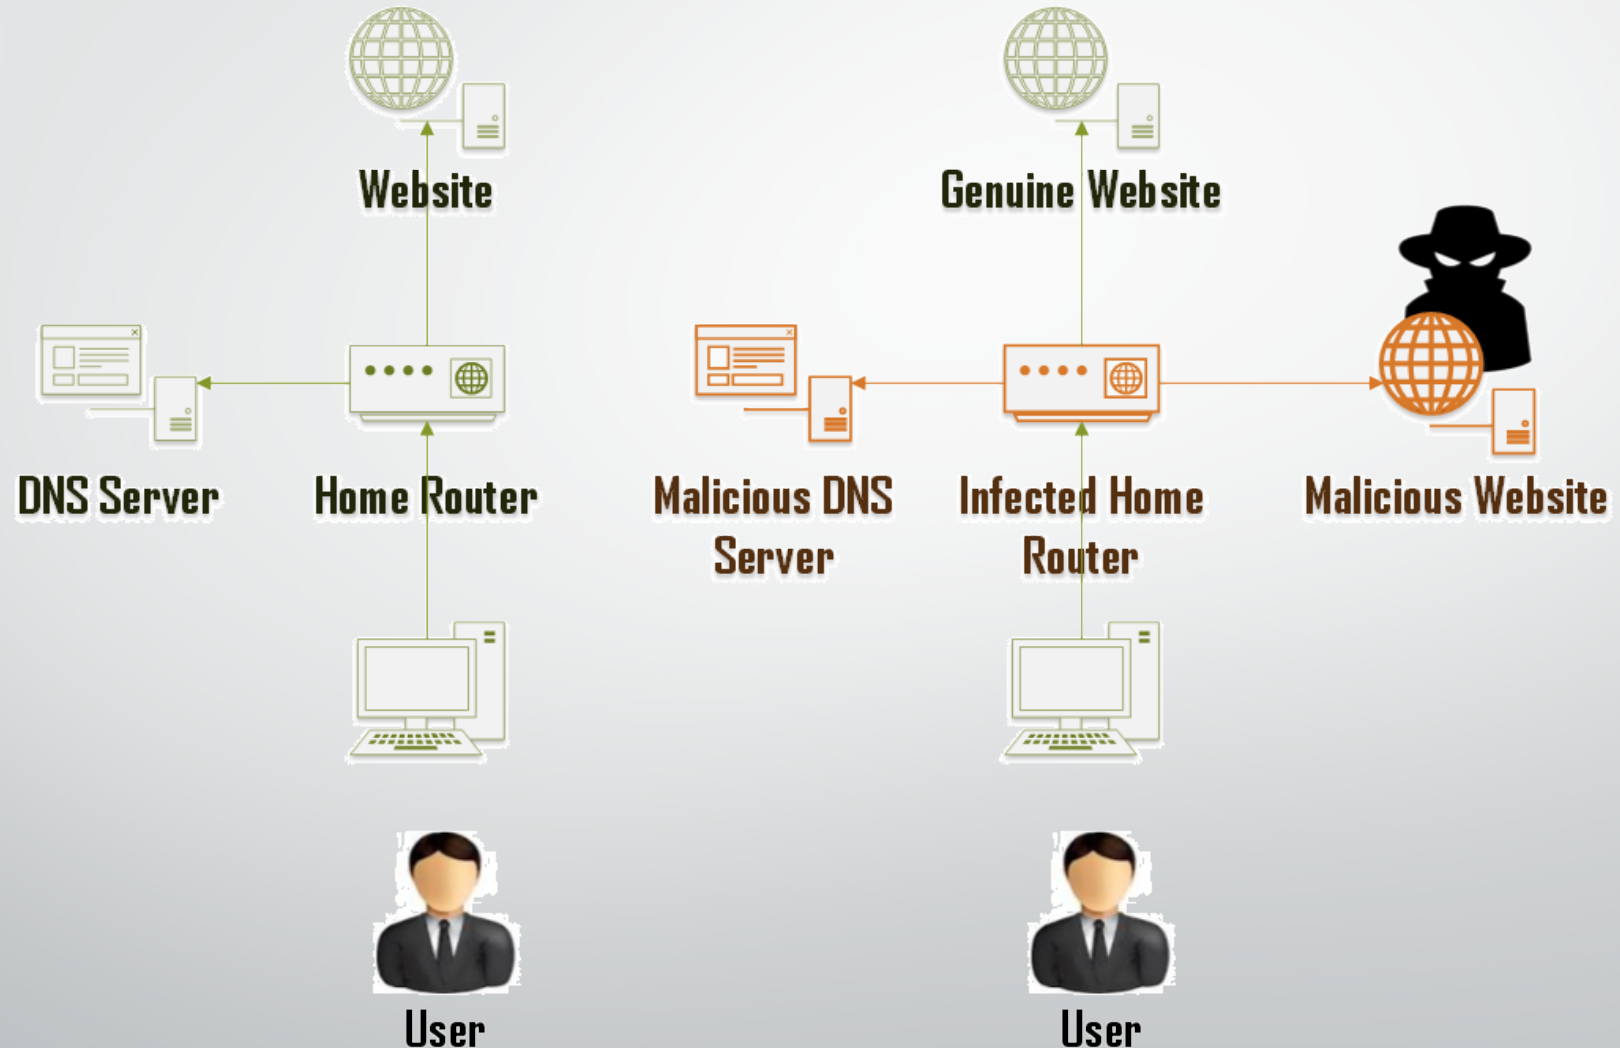 Website
Genuine Website
DNS Server
Home Router
Malicious DNS
Server
Infected Home
Router
Malicious Website
User
User